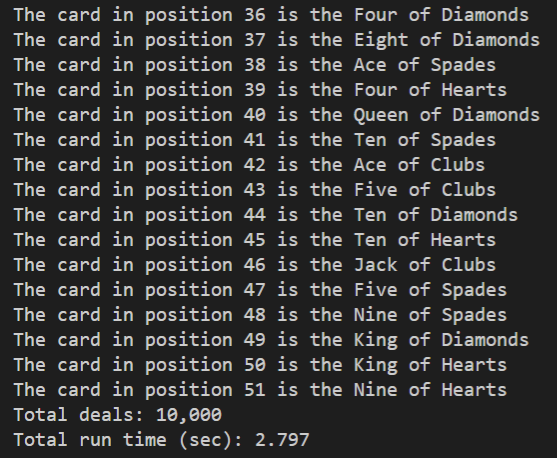 The card in position 36 is the Four of Diamonds
The card in position 37 is the Eight of Diamonds
The card in position 38 is the Ace of Spades
The card in position 39 is the Four of Hearts
The card in position 40 is the Queen of Diamonds
The card in position 41 is the Ten of Spades
The card in position 42 is the Ace of Clubs
The card in position 43 is the Five of Clubs
The card in position 44 is the Ten of Diamonds
The card in position 45 is the Ten of Hearts
The card in position 46 is the Jack of Clubs
The card in position 47 is the Five of Spades
The card in position 48 is the Nine of Spades
The card in position 49 is the King of Diamonds
The card in position 50 is the King of Hearts
The card in position 51 is the Nine of Hearts
Total deals: 10,000
Total run time (sec): 2.797